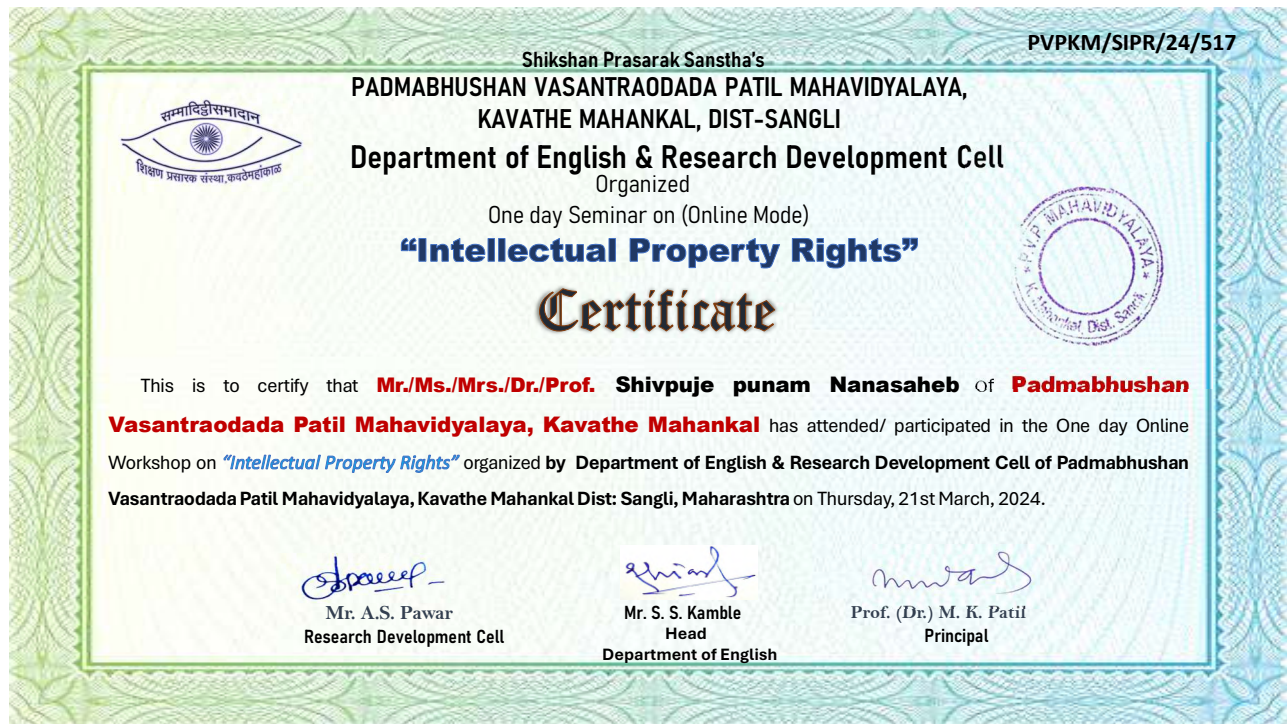 PVPKM/SIPR/24/517
Shikshan Prasarak Sanstha's
PADMABHUSHAN VASANTRAODADA PATIL MAHAVIDYALAYA,
KAVATHE MAHANKAL, DIST-SANGLI
Department of English & Research Development Cell
Organized
One day Seminar on (Online Mode)
“Intellectual Property Rights”
Certificate
सम्मादिट्ठीसमादान
शिक्षण प्रसारक संस्था,कवठेमहांकाळ
* P.V.P. MAHAVIDYALAYA *
K. Mahankal, Dist. Sangli.
This is to certify that Mr./Ms./Mrs./Dr./Prof. Shivpuje punam Nanasaheb Of Padmabhushan
Vasantraodada Patil Mahavidyalaya, Kavathe Mahankal has attended/ participated in the One day Online
Workshop on “Intellectual Property Rights” organized by Department of English & Research Development Cell of Padmabhushan
Vasantraodada Patil Mahavidyalaya, Kavathe Mahankal Dist: Sangli, Maharashtra on Thursday, 21st March, 2024.
Mr. A.S. Pawar
Research Development Cell
Mr. S. S. Kamble
Head
Department of English
Prof. (Dr.) M. K. Patil
Principal